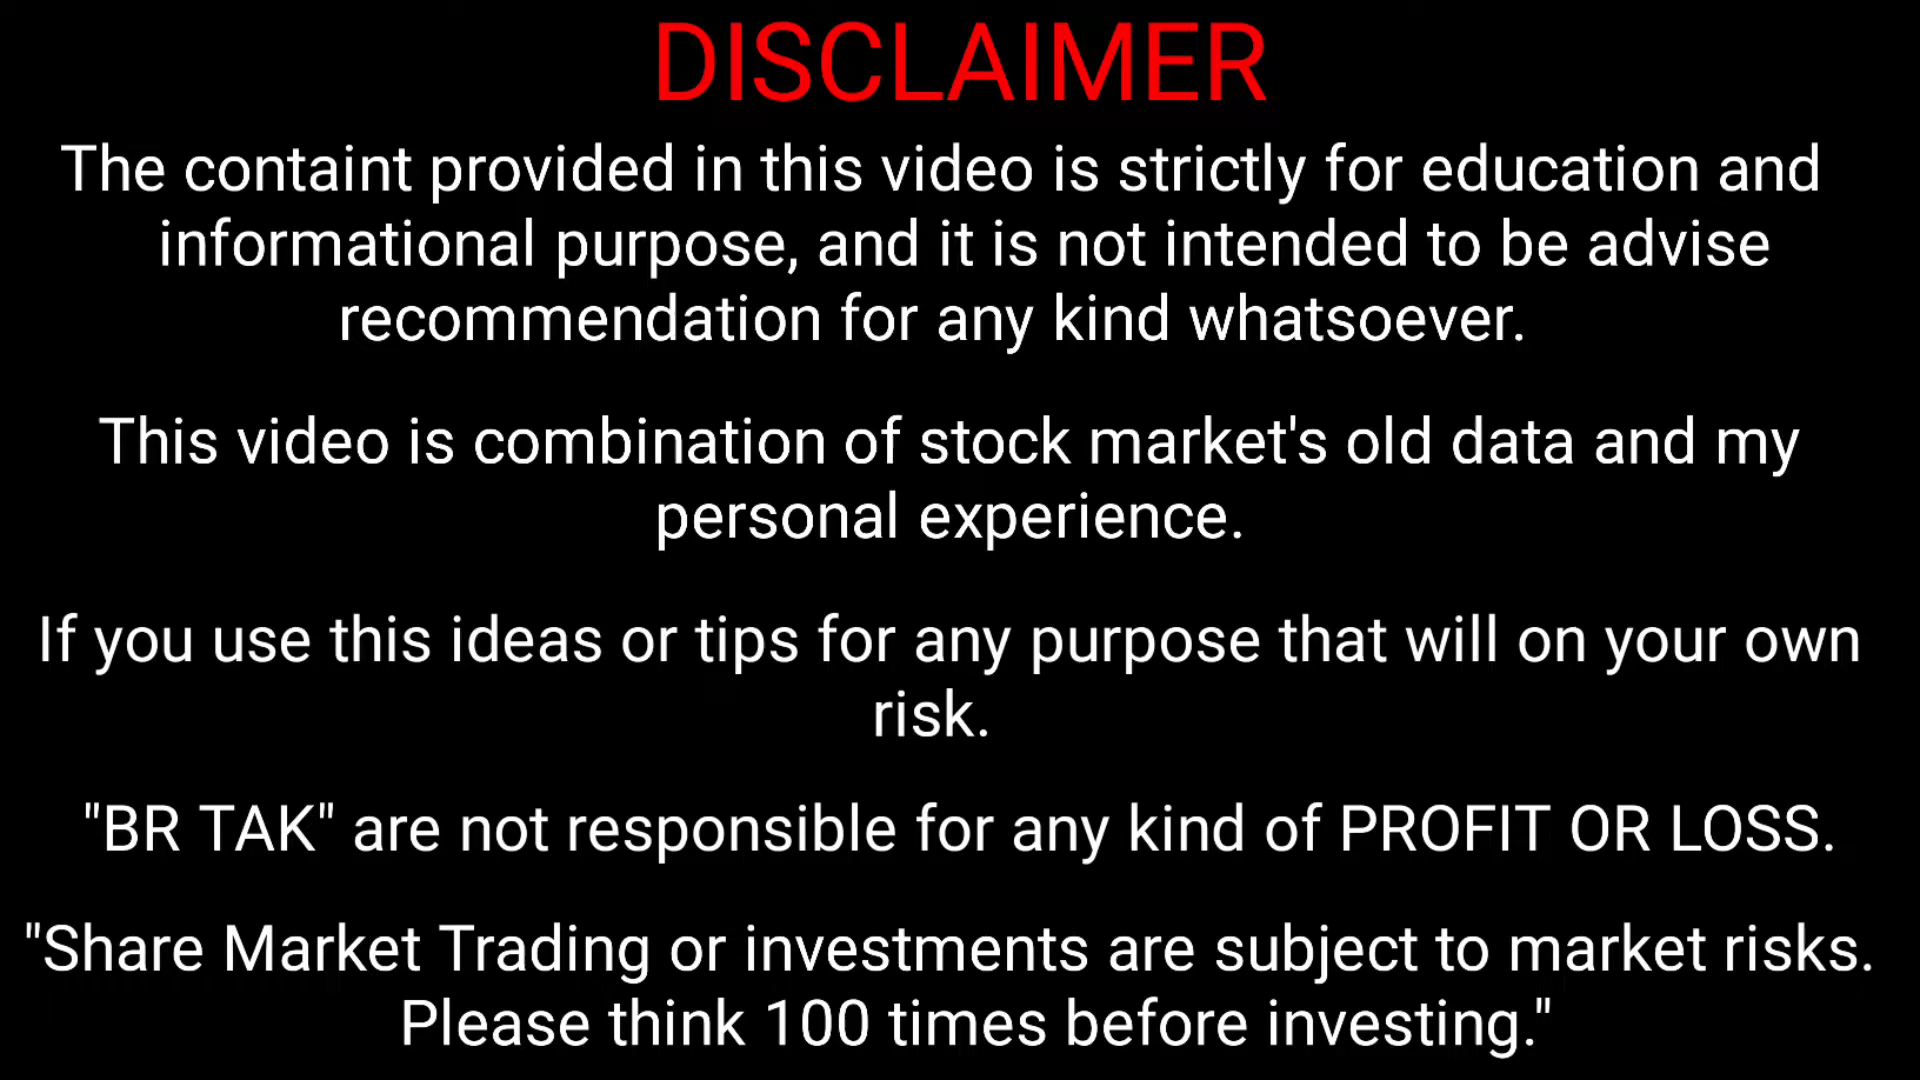 DISCLAIMER
The containt provided in this video is strictly for education and
informational purpose, and it is not intended to be advise
recommendation for any kind whatsoever.
This video is combination of stock market's old data and my
personal experience.
If you use this ideas or tips for any purpose that will on your own
risk.
"BR TAK" are not responsible for any kind of PROFIT OR LOSS.
"Share Market Trading or investments are subject to market risks.
Please think 100 times before investing."